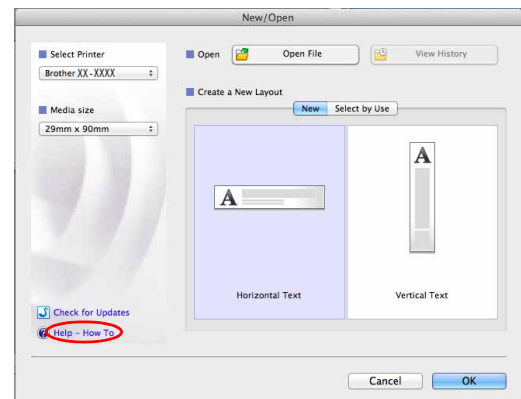 New/Open
Select Printer
Brother XX-XXXX
Media size
29mm x 90mm
Check for Updates
Help – How To
Open
Open File
View History
Create a New Layout
New
Select by Use
A
Horizontal Text
A
Vertical Text
Cancel
OK